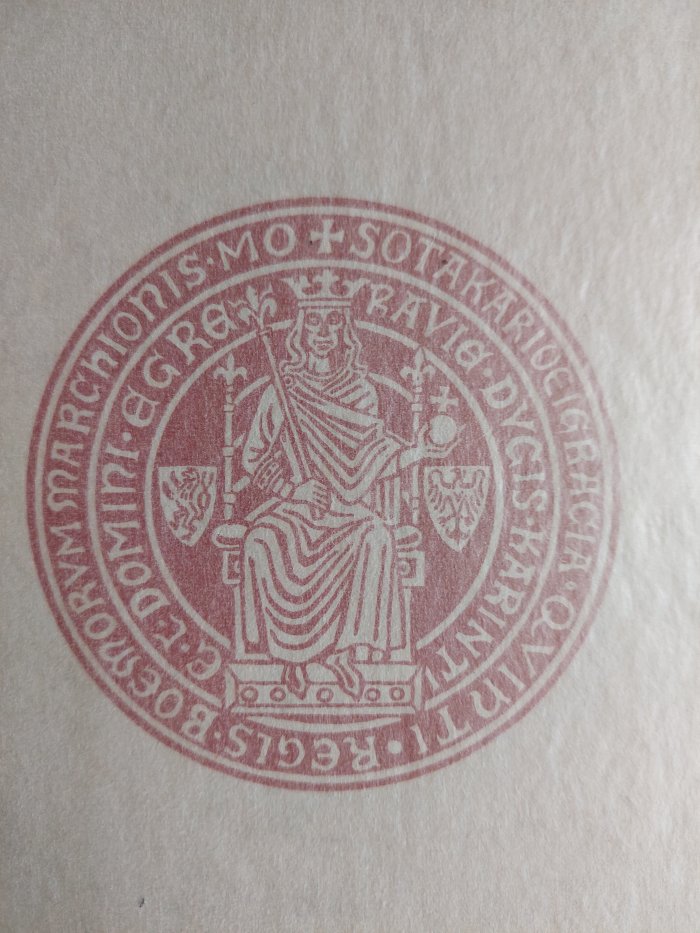 ✠ SOTAKARI DEI GRACIA · QVINTI · REGIS · BOEMORVM MARCHIONIS · MO
RAVIE · DVCIS · KARINTI
E · E DOMINI · EGRE